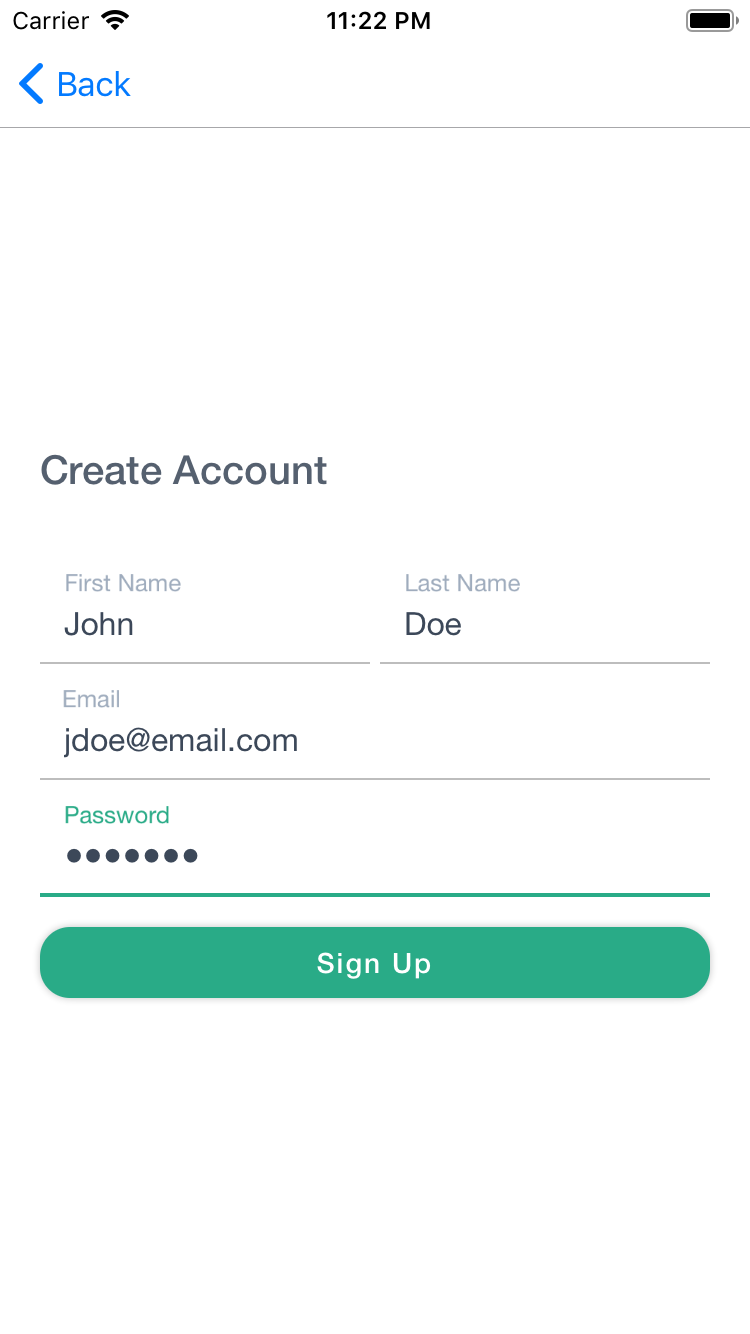 Carrier 11:22 PM
Back
Create Account
First Name Last Name
John Doe
Email
jdoe@email.com
Password
●●●●●●●
Sign Up